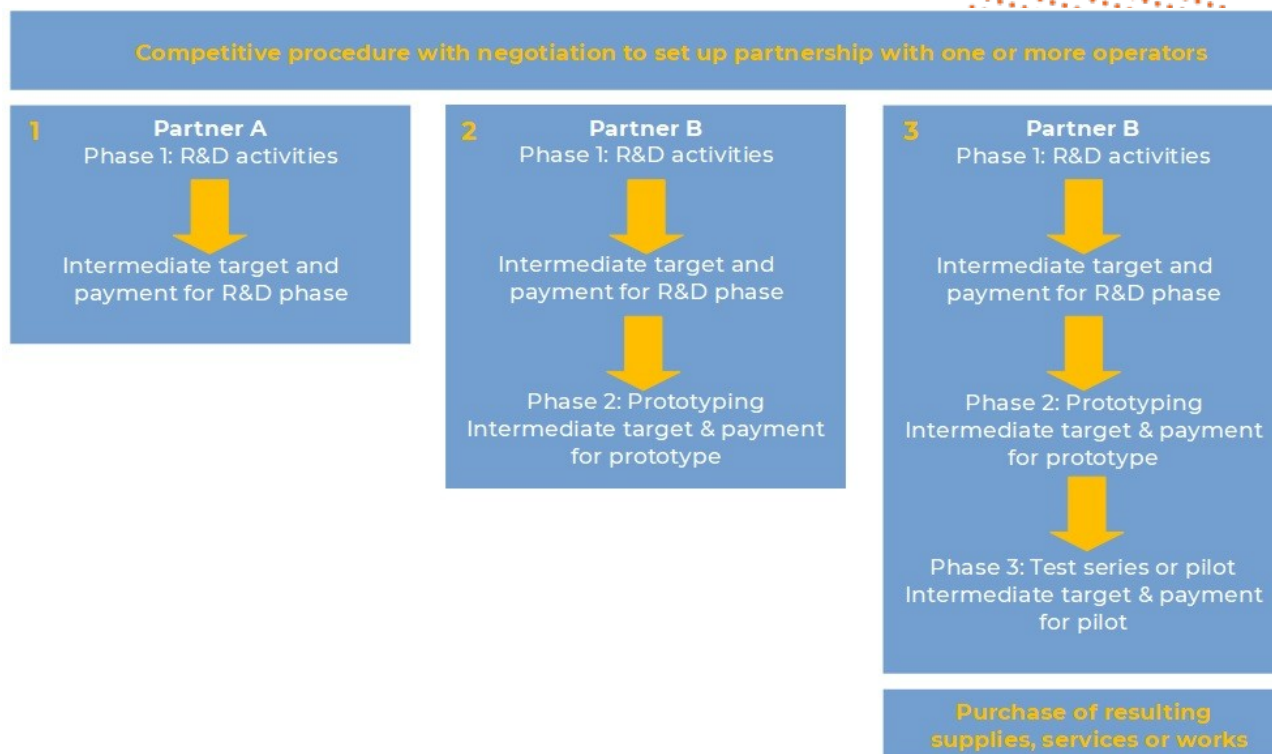 Competitive procedure with negotiation to set up partnership with one or more operators
1
Partner A
Phase 1: R&D activities
Intermediate target and
payment for R&D phase
2
Partner B
Phase 1: R&D activities
Intermediate target and
payment for R&D phase
Phase 2: Prototyping
Intermediate target & payment
for prototype
3
Partner B
Phase 1: R&D activities
Intermediate target and
payment for R&D phase
Phase 2: Prototyping
Intermediate target & payment
for prototype
Phase 3: Test series or pilot
Intermediate target & payment
for pilot
Purchase of resulting
supplies, services or works